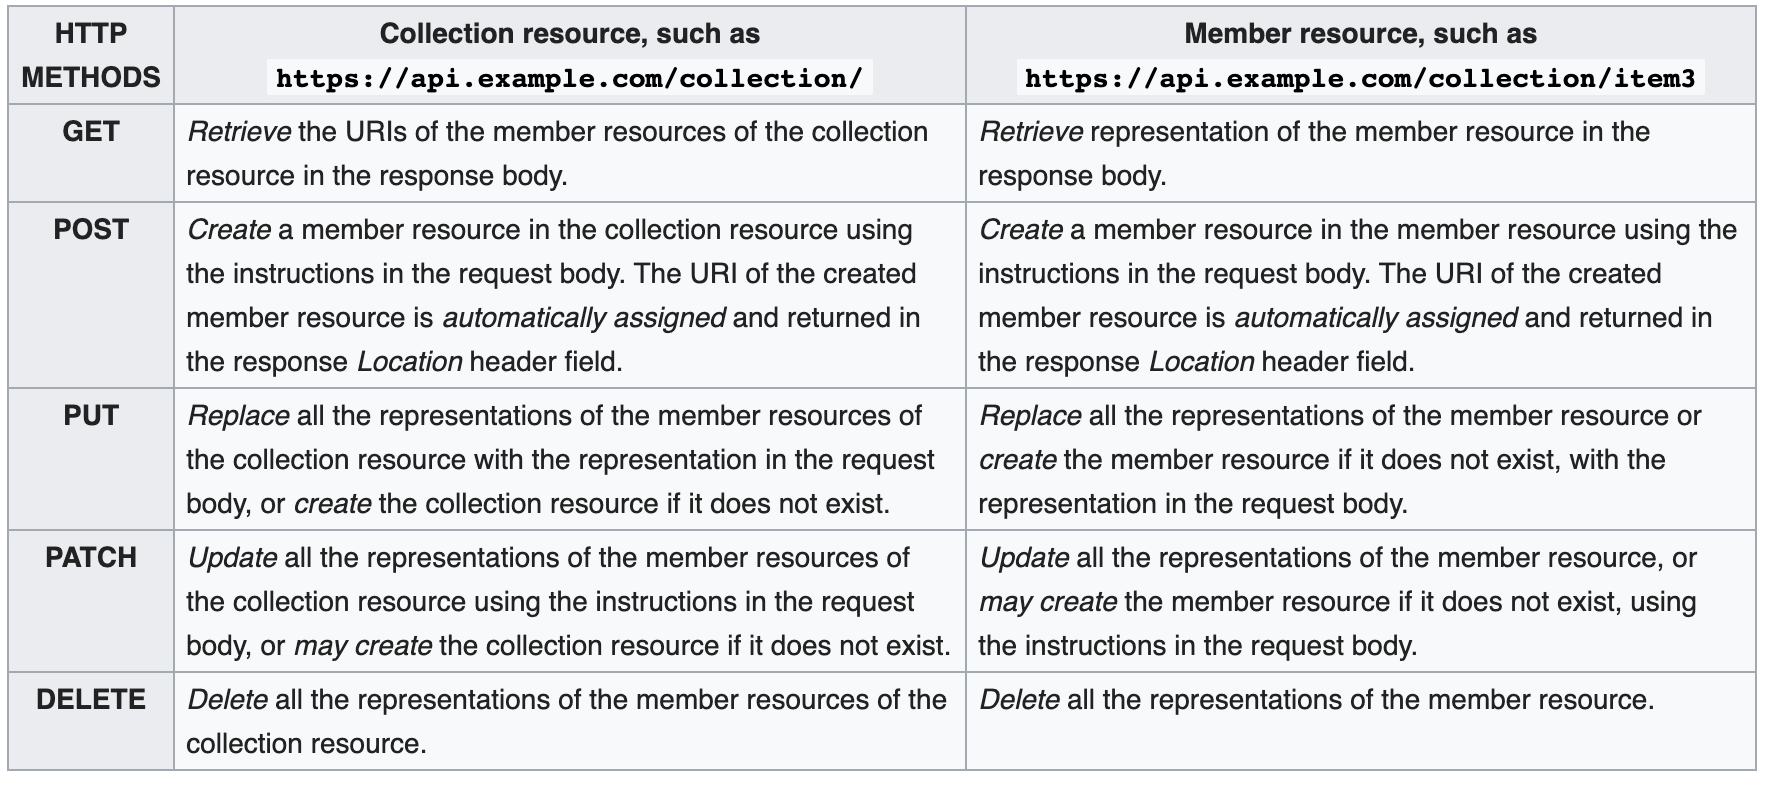 HTTP METHODS
Collection resource, such as
https://api.example.com/collection/
Member resource, such as
https://api.example.com/collection/item3
GET
Retrieve the URIs of the member resources of the collection
resource in the response body.
Retrieve representation of the member resource in the
response body.
POST
Create a member resource in the collection resource using
the instructions in the request body. The URI of the created
member resource is automatically assigned and returned in
the response Location header field.
Create a member resource in the member resource using the
instructions in the request body. The URI of the created
member resource is automatically assigned and returned in
the response Location header field.
PUT
Replace all the representations of the member resources of
the collection resource with the representation in the request
body, or create the collection resource if it does not exist.
Replace all the representations of the member resource or
create the member resource if it does not exist, with the
representation in the request body.
PATCH
Update all the representations of the member resources of
the collection resource using the instructions in the request
body, or may create the collection resource if it does not exist.
Update all the representations of the member resource, or
may create the member resource if it does not exist, using
the instructions in the request body.
DELETE
Delete all the representations of the member resources of the
collection resource.
Delete all the representations of the member resource.